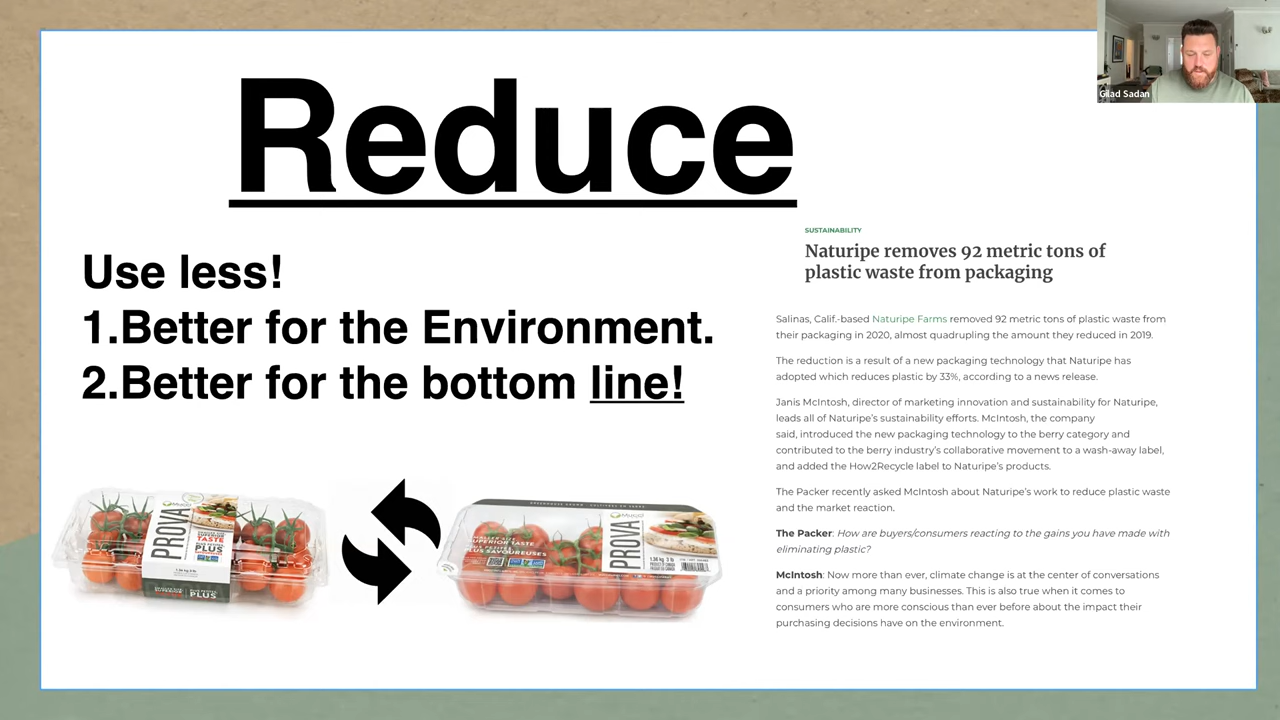 Reduce
Use less!
1.Better for the Environment.
2.Better for the bottom line!
SUSTAINABILITY
Naturipe removes 92 metric tons of
plastic waste from packaging
Salinas, Calif.-based Naturipe Farms removed 92 metric tons of plastic waste from
their packaging in 2020, almost quadrupling the amount they reduced in 2019.
The reduction is a result of a new packaging technology that Naturipe has
adopted which reduces plastic by 33%, according to a news release.
Janis McIntosh, director of marketing innovation and sustainability for Naturipe,
leads all of Naturipe's sustainability efforts. McIntosh, the company
said, introduced the new packaging technology to the berry category and
contributed to the berry industry's collaborative movement to a wash-away label,
and added the How2Recycle label to Naturipe's products.
The Packer recently asked McIntosh about Naturipe's work to reduce plastic waste
and the market reaction.
The Packer: How are buyers/consumers reacting to the gains you have made with
eliminating plastic?
McIntosh: Now more than ever, climate change is at the center of conversations
and a priority among many businesses. This is also true when it comes to
consumers who are more conscious than ever before about the impact their
purchasing decisions have on the environment.
Gilad Sadan
PROVA
SUPERIOR
TASTE
PLUS
PLUS
SUPERIOR TASTE
PLUS SAVOUREUSES
PROVA